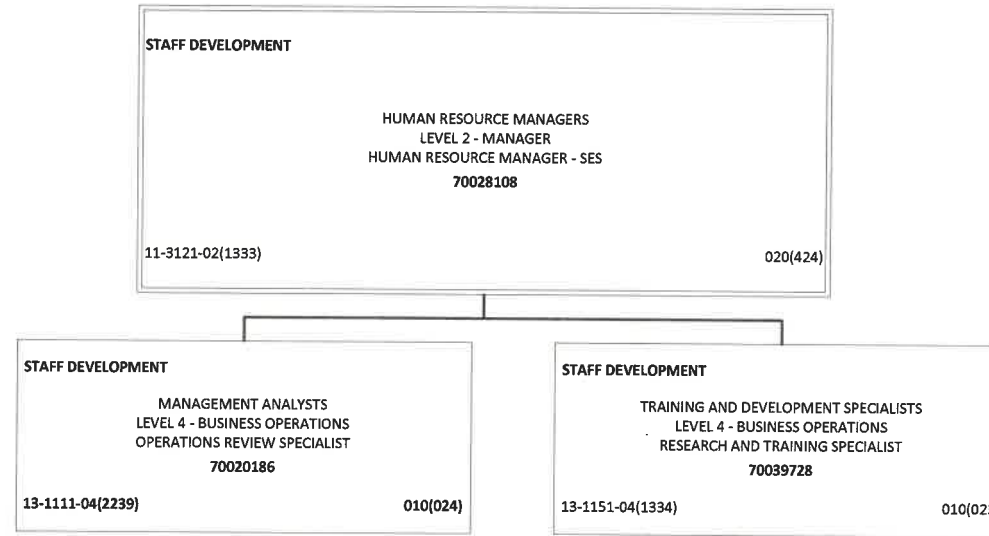 STAFF DEVELOPMENT
HUMAN RESOURCE MANAGERS
LEVEL 2 - MANAGER
HUMAN RESOURCE MANAGER - SES
70028108
11-3121-02(1333)
020(424)
STAFF DEVELOPMENT
MANAGEMENT ANALYSTS
LEVEL 4 - BUSINESS OPERATIONS
OPERATIONS REVIEW SPECIALIST
70020186
13-1111-04(2239)
010(024)
STAFF DEVELOPMENT
TRAINING AND DEVELOPMENT SPECIALISTS
LEVEL 4 - BUSINESS OPERATIONS
RESEARCH AND TRAINING SPECIALIST
70039728
13-1151-04(1334)